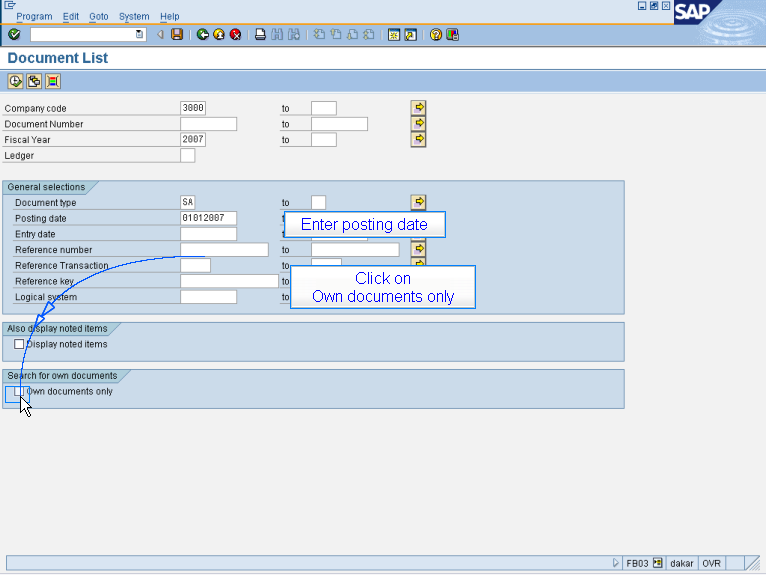 Program Edit Goto System Help
SAP
Document List
Company code 3000 to
Document Number to
Fiscal Year 2007 to
Ledger
General selections
Document type SA to
Posting date 01012007
Enter posting date
Entry date
Reference number to
Reference Transaction to
Reference key to
Click on
Own documents only
Logical system to
Also display noted items
Display noted items
Search for own documents
Own documents only
FB03 dakar OVR